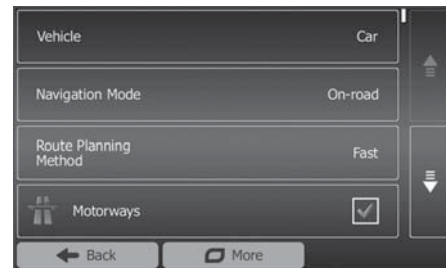 Vehicle Car
Navigation Mode On-road
Route Planning
Method Fast
Motorways
Back More